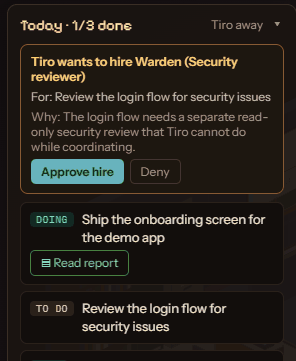 Today · 1/3 done
Tiro away ▼
Tiro wants to hire Warden (Security
reviewer)
For: Review the login flow for security issues
Why: The login flow needs a separate read-
only security review that Tiro cannot do
while coordinating.
Approve hire
Deny
DOING
Ship the onboarding screen for
the demo app
Read report
TO DO
Review the login flow for
security issues